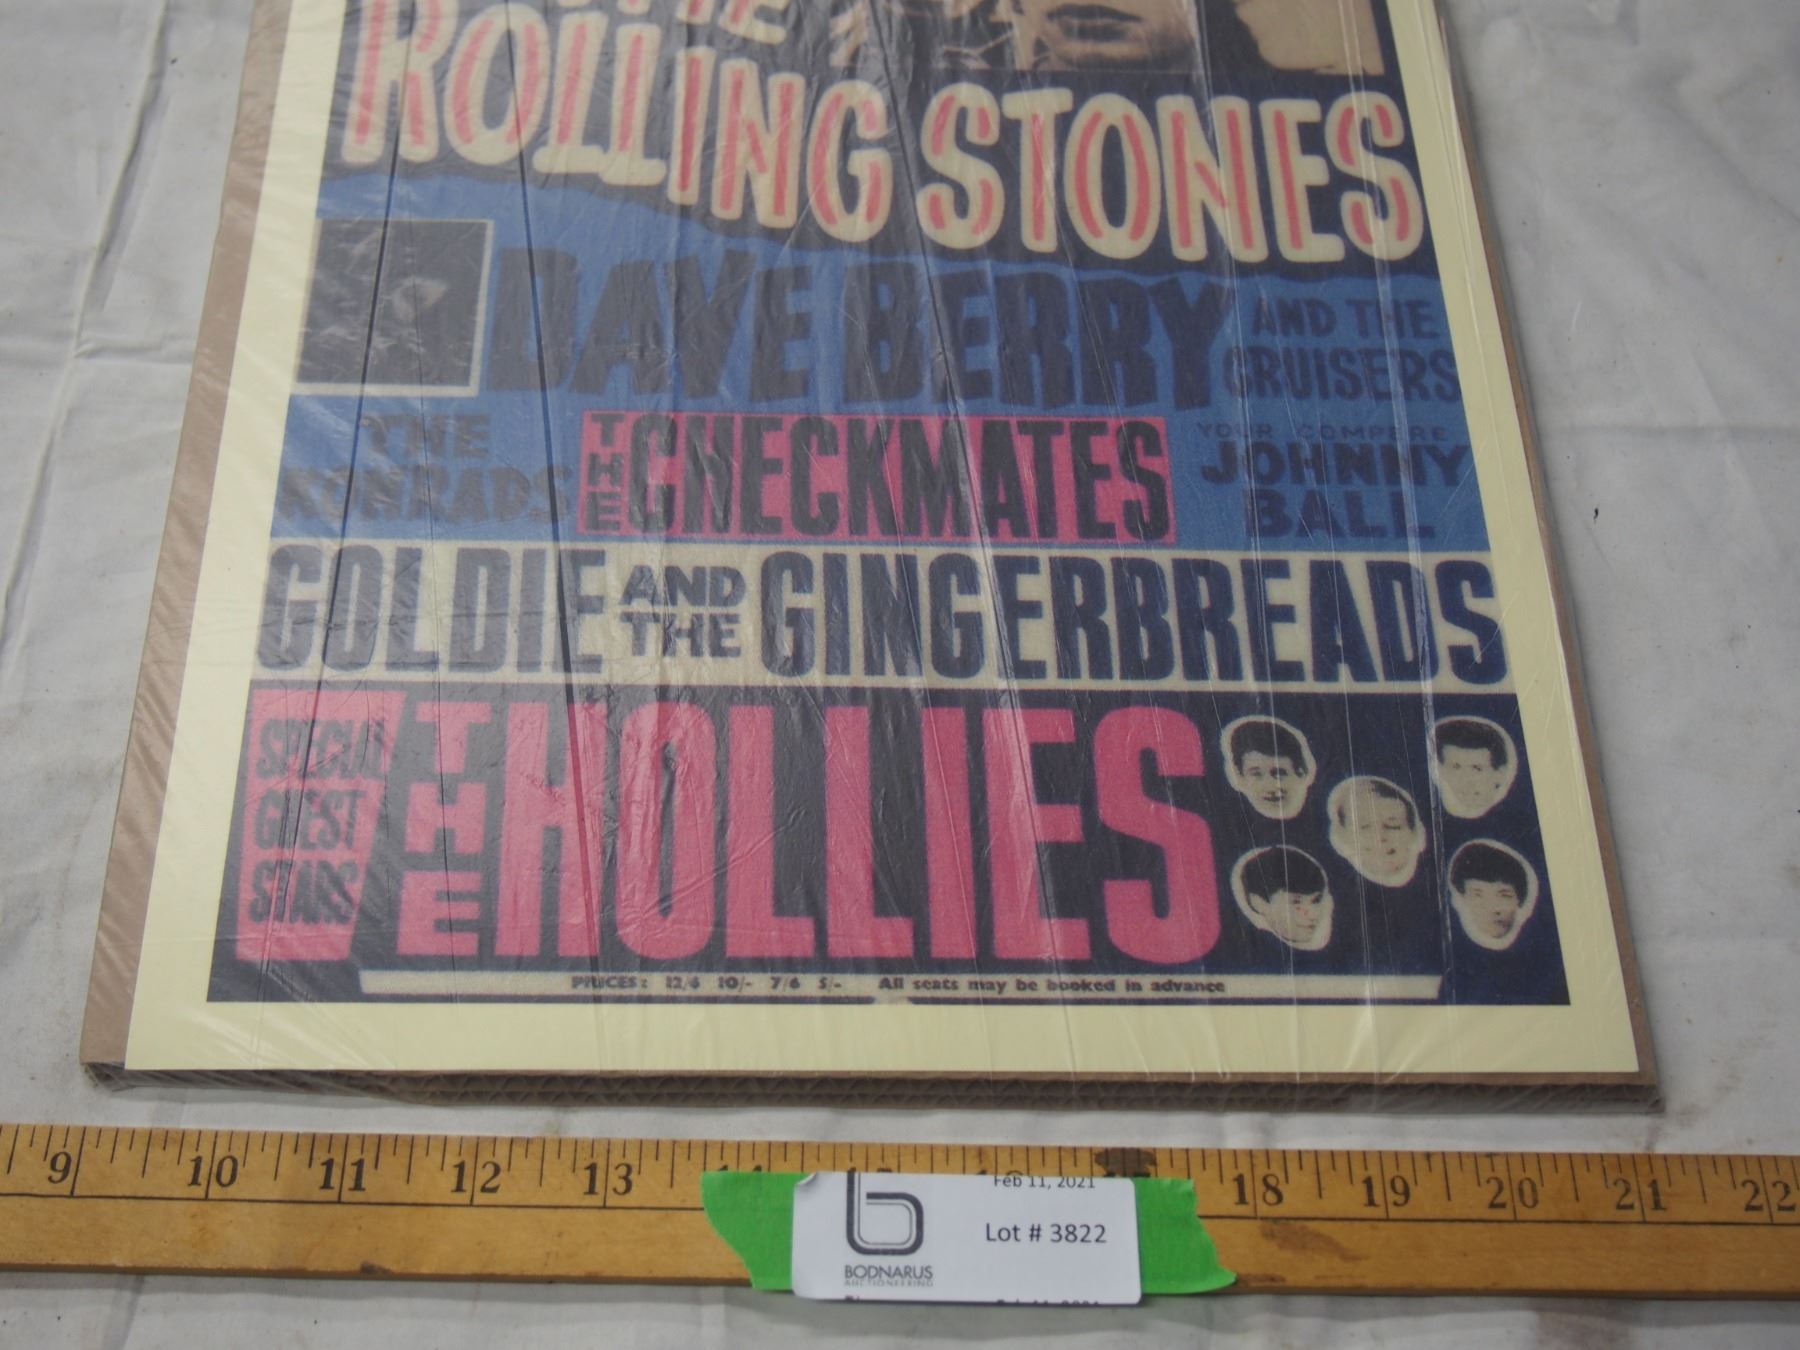 THE
ROLLING STONES
DAVE BERRY AND THE CRUISERS
THE KONRADS
THE CHECKMATES
YOUR COMPERE
JOHNNY
BALL
GOLDIE AND THE GINGERBREADS
SPECIAL
GUEST
STARS
THE HOLLIES
PRICES: 12/6 10/- 7/6 5/- All seats may be booked in advance
9 10 11 12 13 18 19 20 21 22
Feb 11, 2021
Lot # 3822
BODNARUS
AUCTIONEERING